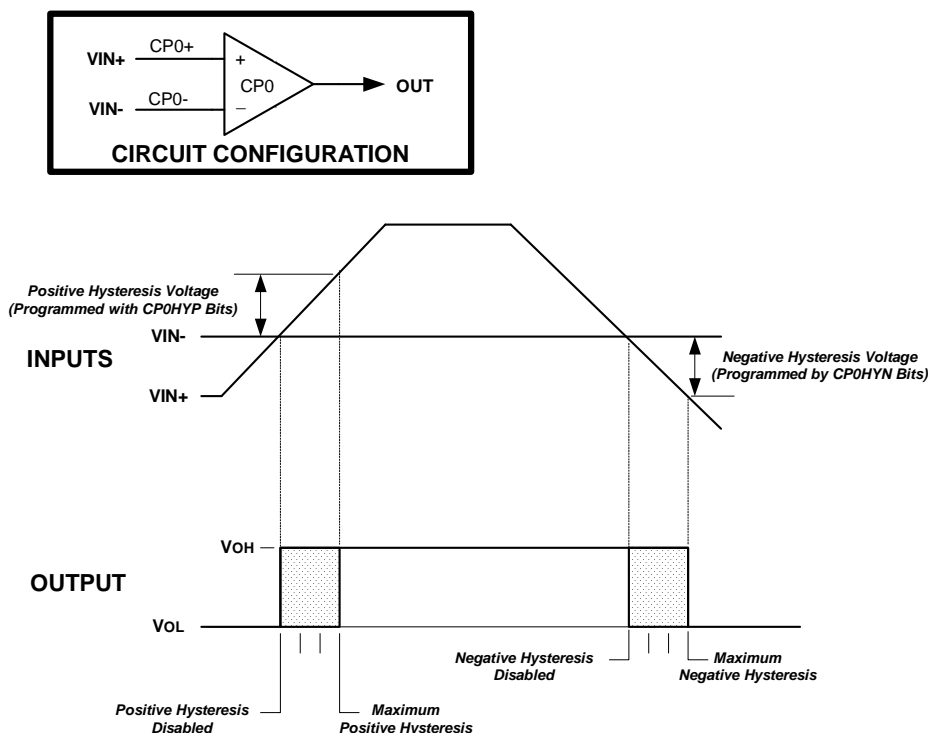 VIN+
CP0+
+
CP0
OUT
VIN-
CP0-
_
CIRCUIT CONFIGURATION
Positive Hysteresis Voltage
(Programmed with CP0HYP Bits)
VIN-
INPUTS
VIN+
Negative Hysteresis Voltage
(Programmed by CP0HYN Bits)
VOH
OUTPUT
VOL
Negative Hysteresis
Disabled
Maximum
Negative Hysteresis
Positive Hysteresis
Disabled
Maximum
Positive Hysteresis